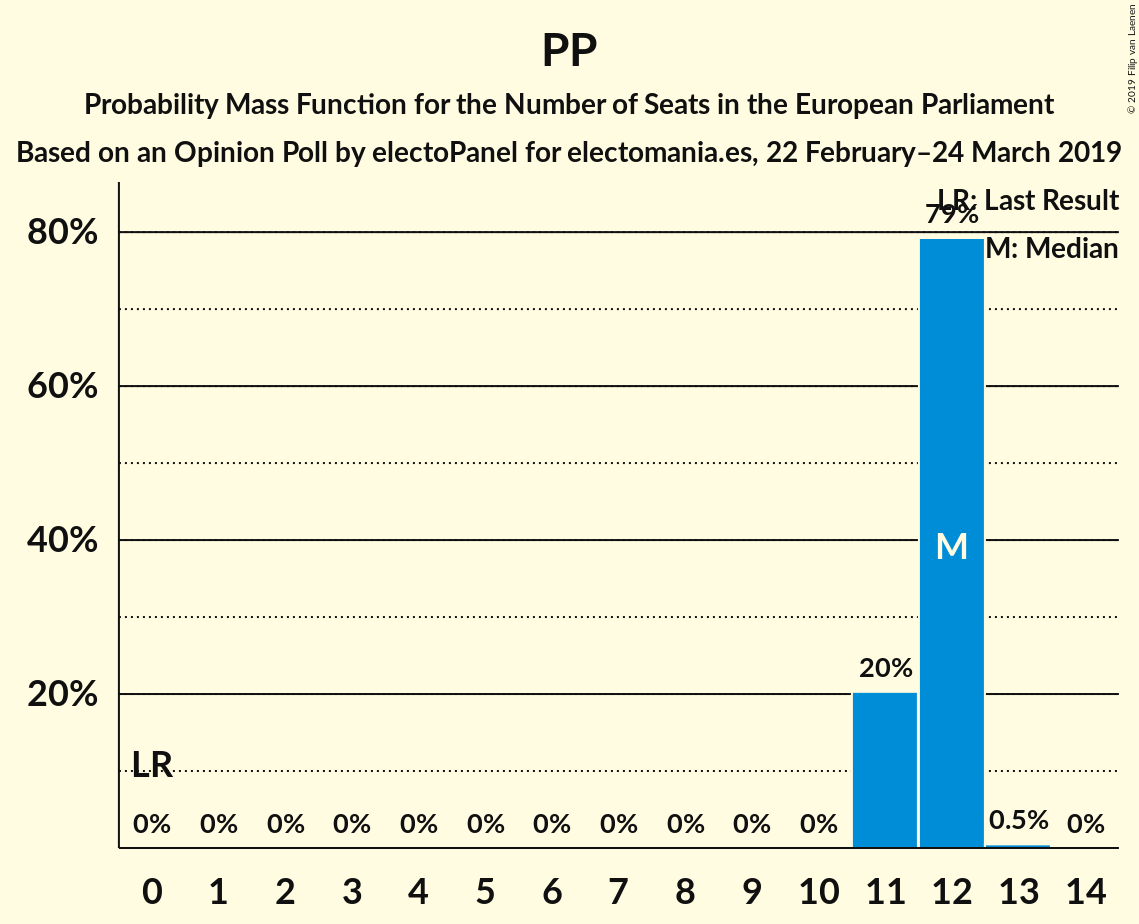 PP
Probability Mass Function for the Number of Seats in the European Parliament
Based on an Opinion Poll by electoPanel for electomania.es, 22 February–24 March 2019
© 2019 Filip van Laenen
LR: Last Result
M: Median
80%
60%
40%
20%
79%
M
20%
LR
0% 0% 0% 0% 0% 0% 0% 0% 0% 0% 0% 0.5% 0%
0 1 2 3 4 5 6 7 8 9 10 11 12 13 14